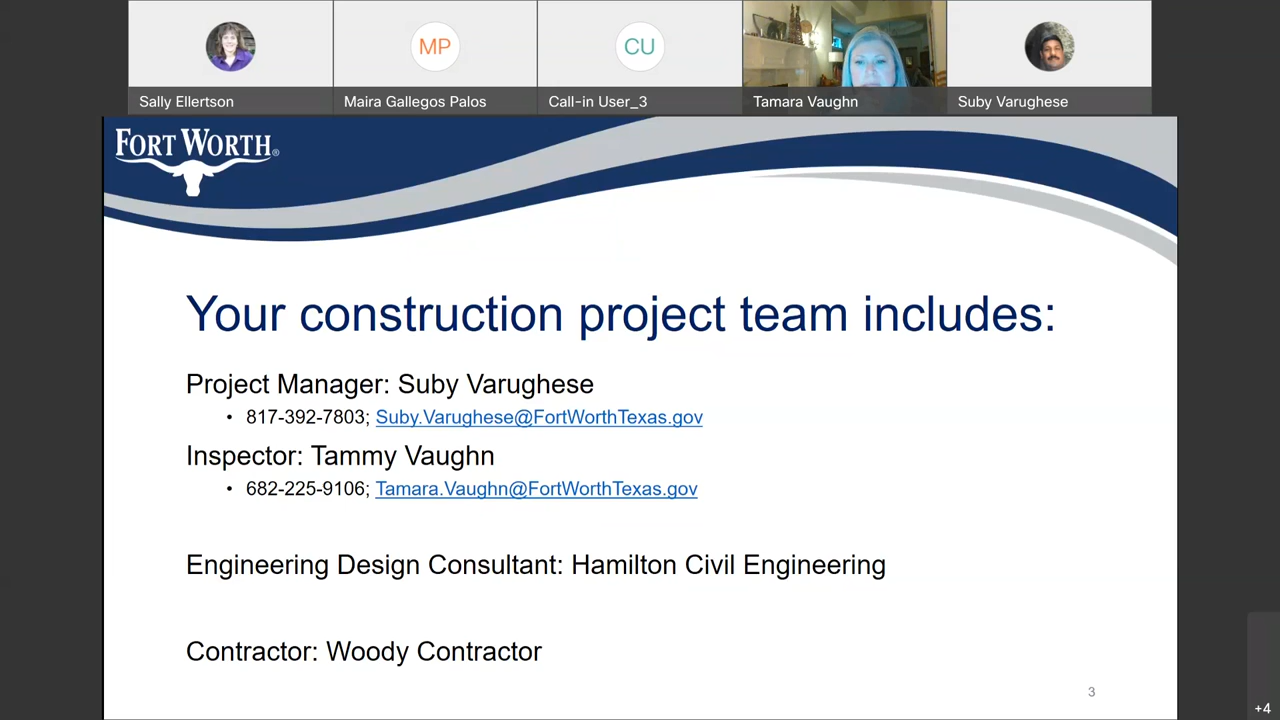 MP
CU
Sally Ellertson
Maira Gallegos Palos
Call-in User_3
Tamara Vaughn
Suby Varughese
FORT WORTH®
Your construction project team includes:
Project Manager: Suby Varughese
• 817-392-7803; Suby.Varughese@FortWorthTexas.gov
Inspector: Tammy Vaughn
• 682-225-9106; Tamara.Vaughn@FortWorthTexas.gov
Engineering Design Consultant: Hamilton Civil Engineering
Contractor: Woody Contractor
3
+4